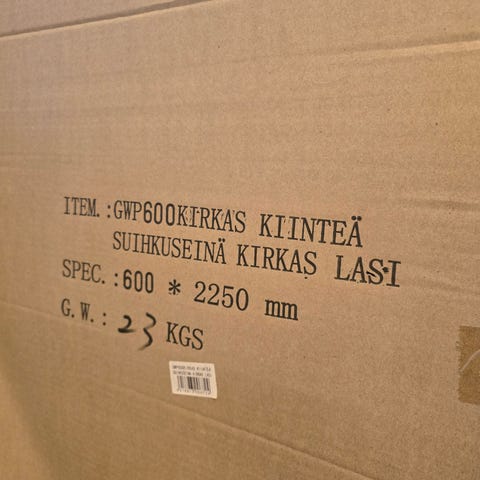 ITEM. :GWP600KIRKAS KIINTEÄ
SUIHKUSEINÄ KIRKAS LASI
SPEC. :600 * 2250 mm
G. W. : 23 KGS